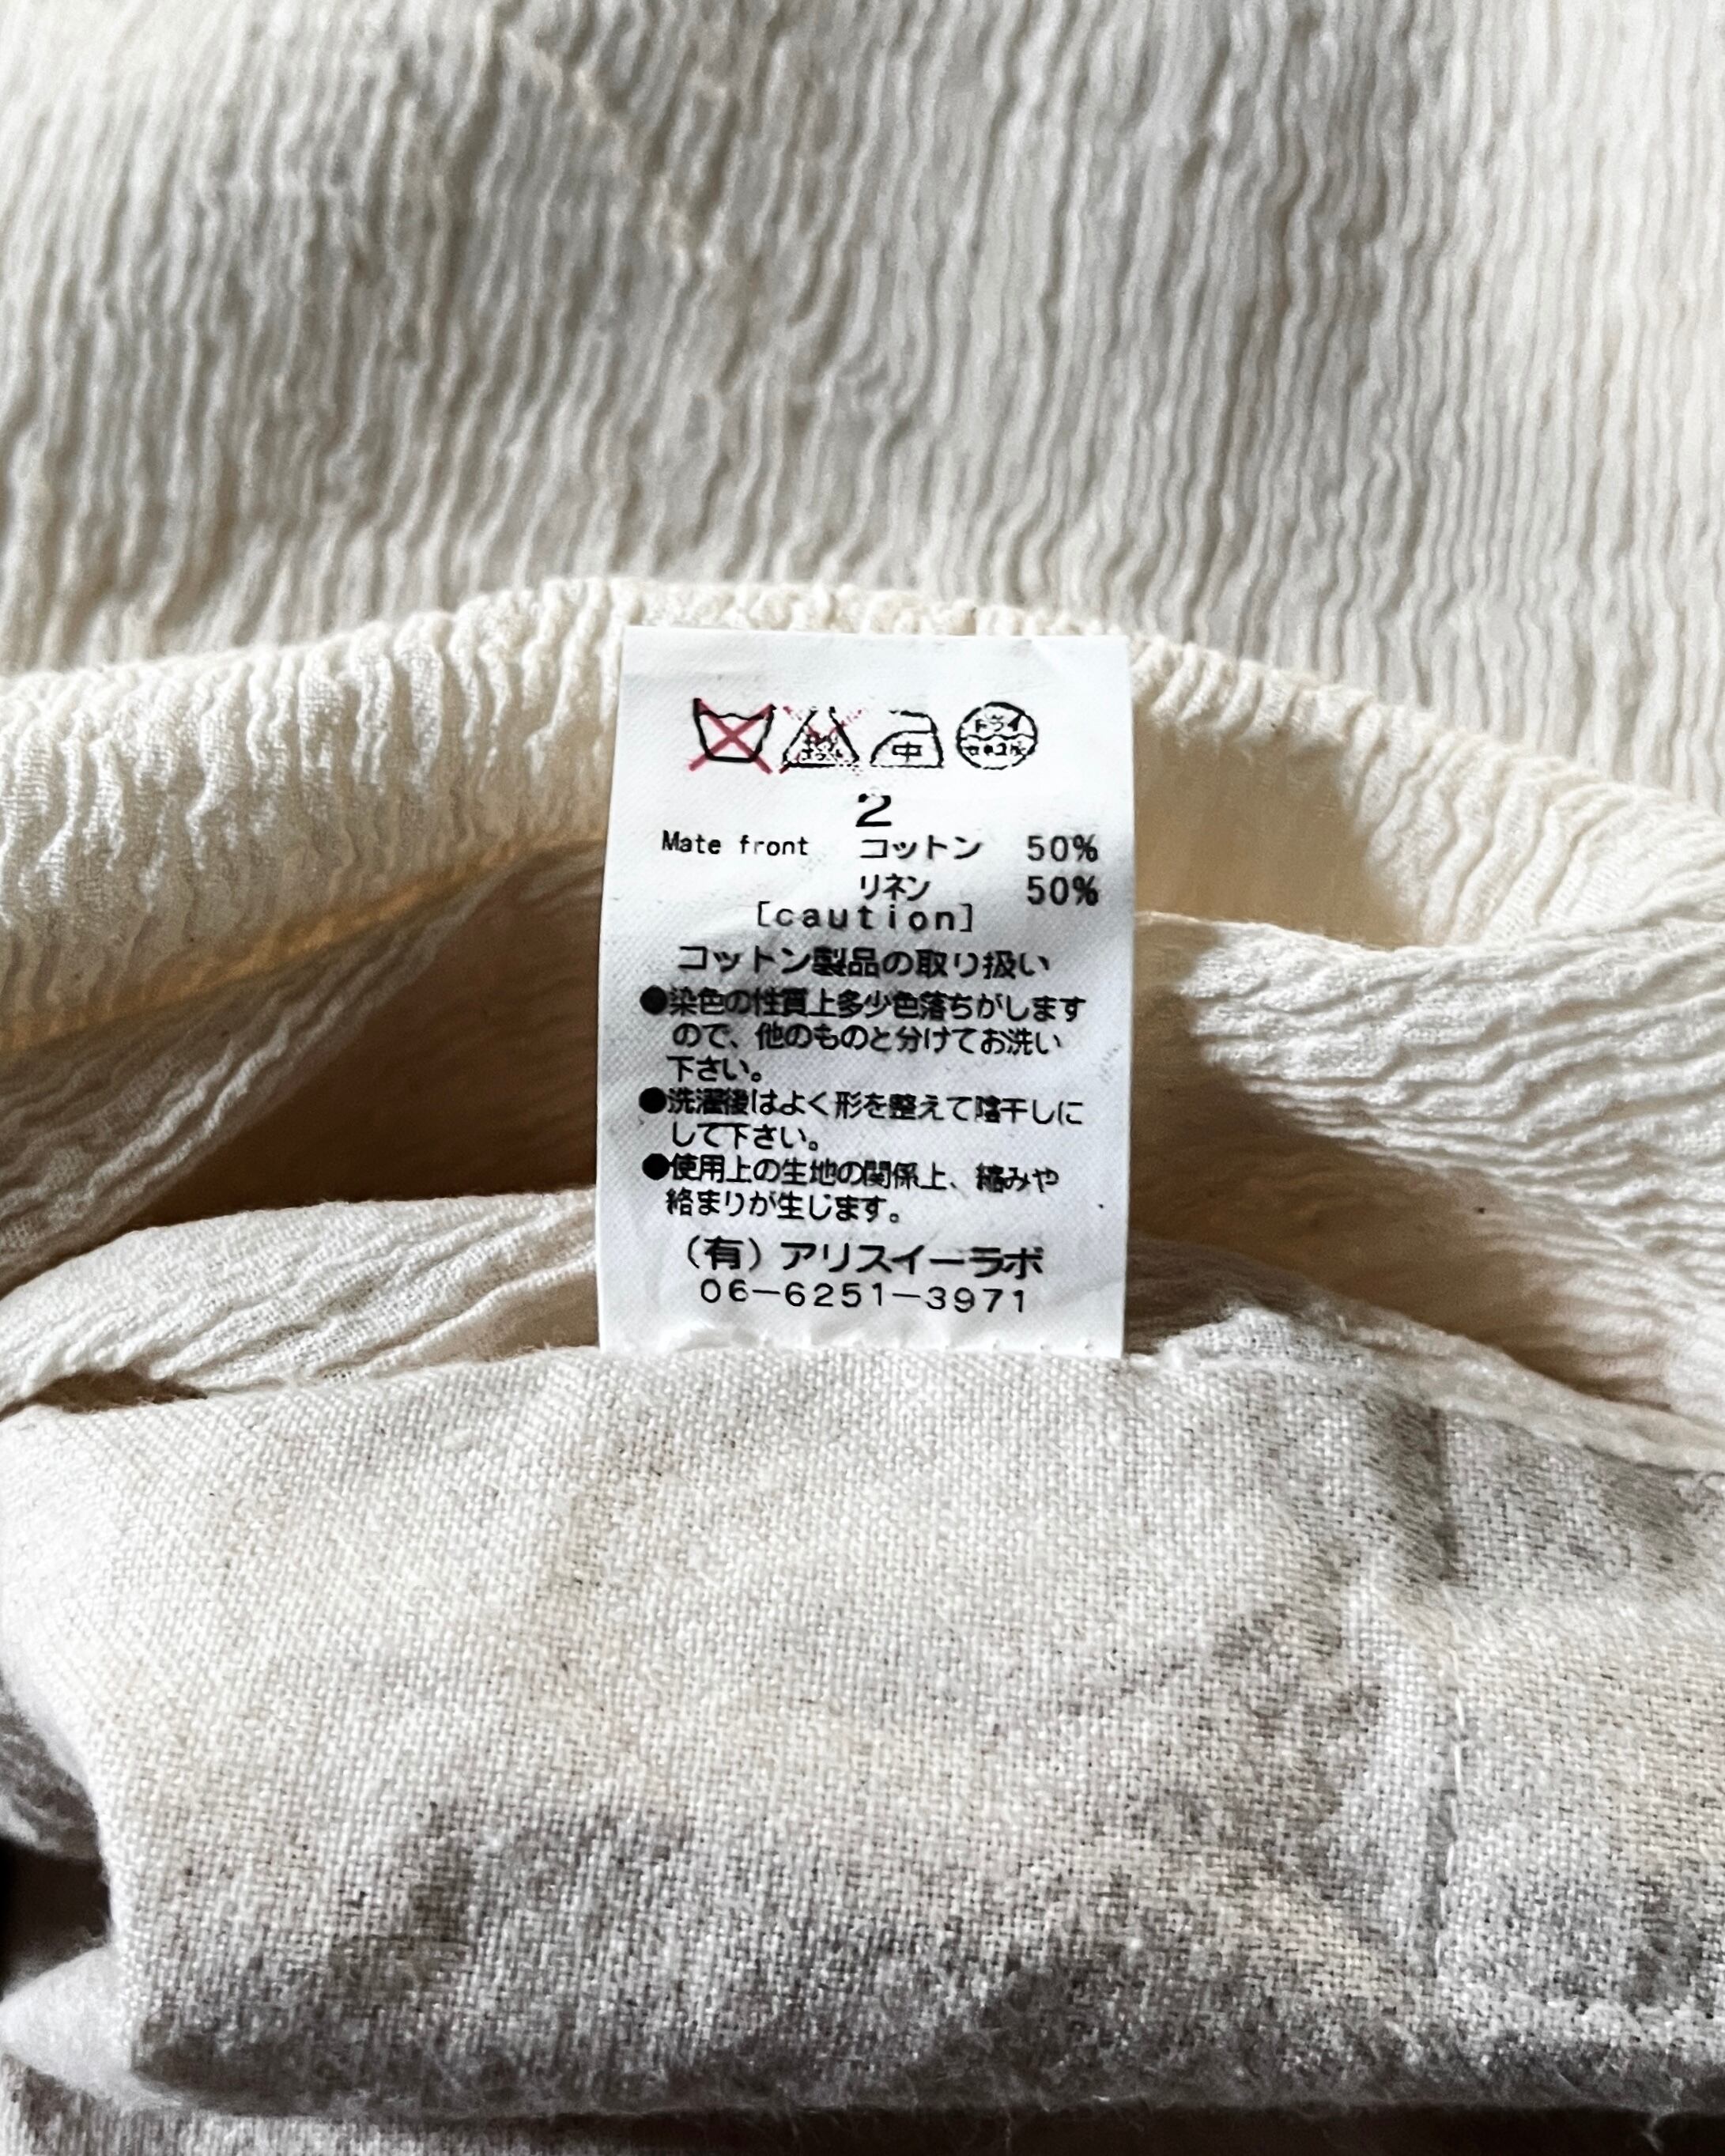 中 ドライ
2
Mate front コットン 50%
リネン 50%
[caution]
コットン製品の取り扱い
●染色の性質上多少色落ちがします
ので、他のものと分けてお洗い
下さい。
●洗濯後はよく形を整えて陰干しに
して下さい。
●使用上の生地の関係上、縮みや
絡まりが生じます。
(有)アリスイーラボ
06-6251-3971